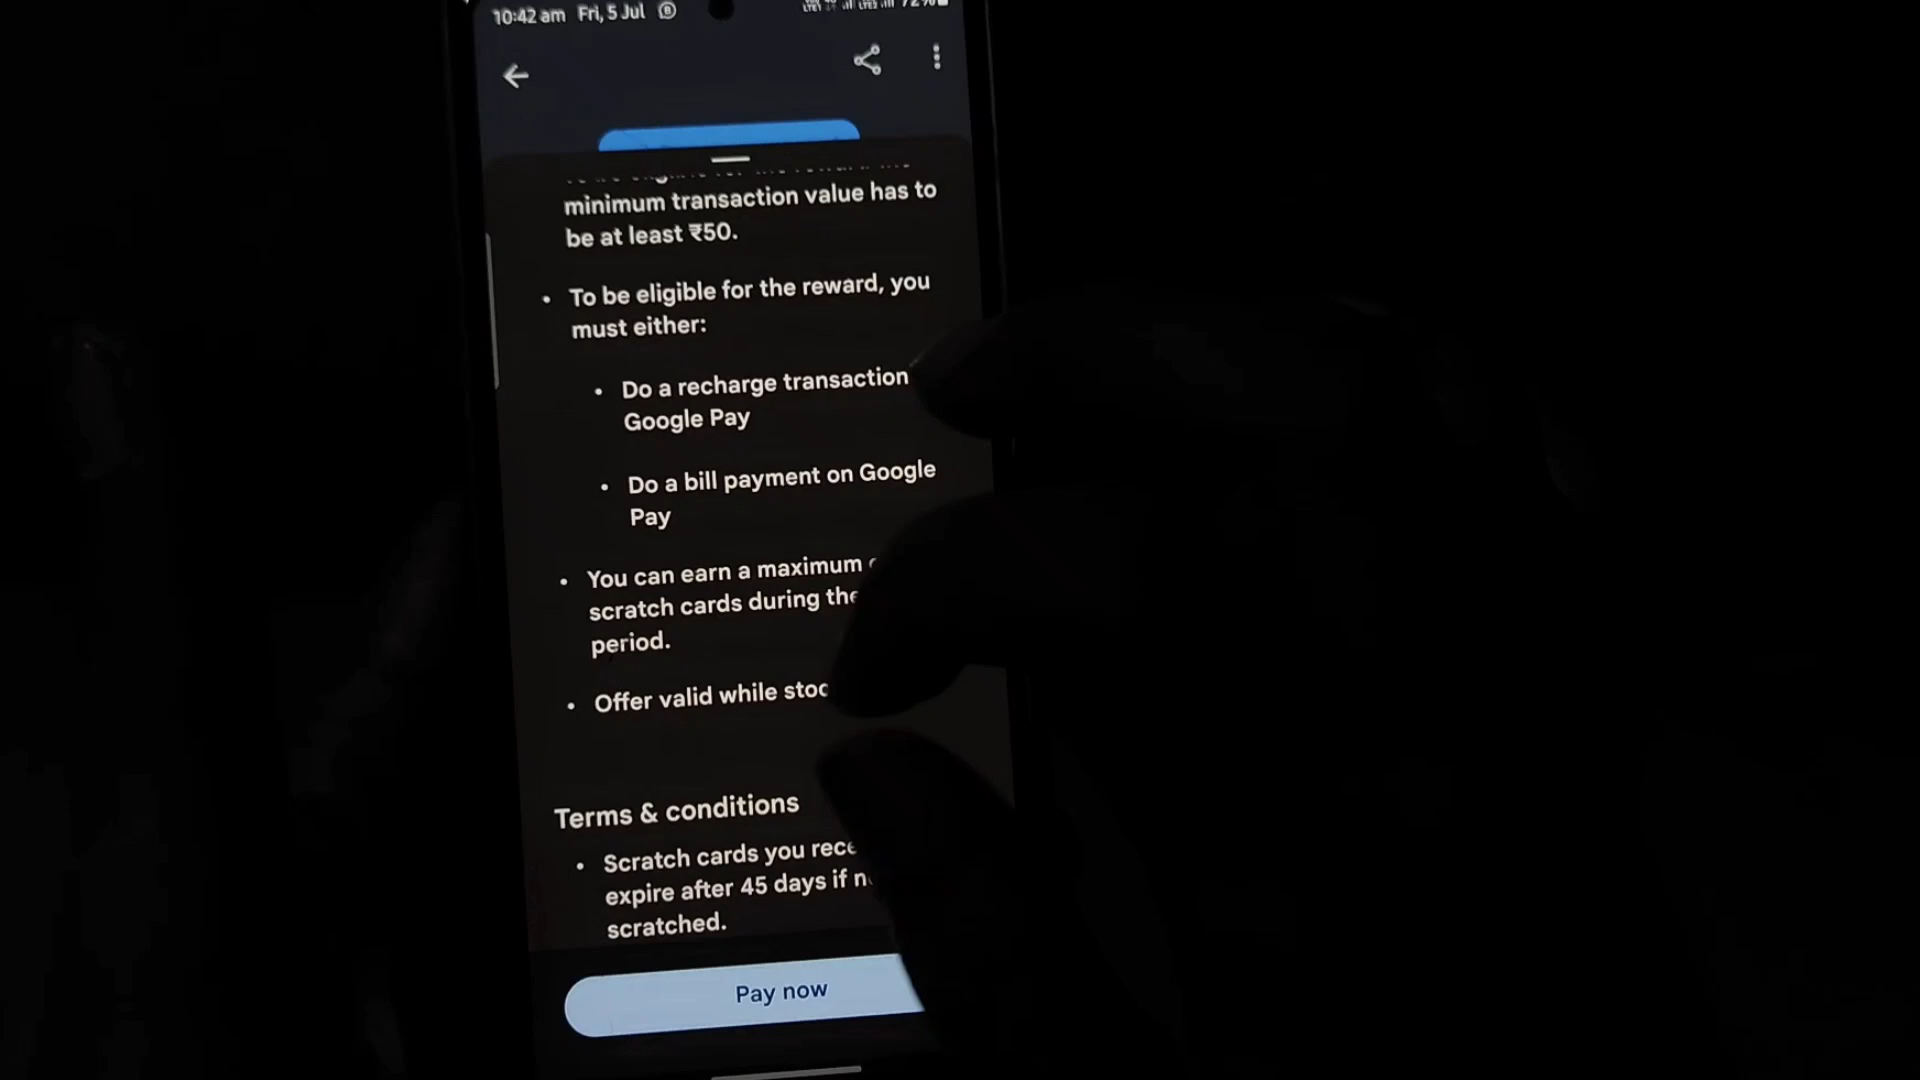 10:42 am Fri, 5 Jul
minimum transaction value has to
be at least ₹50.
• To be eligible for the reward, you
must either:
• Do a recharge transaction
Google Pay
• Do a bill payment on Google
Pay
• You can earn a maximum
scratch cards during the
period.
• Offer valid while
Terms & conditions
• Scratch cards you
expire after 45 days if
scratched.
Pay now